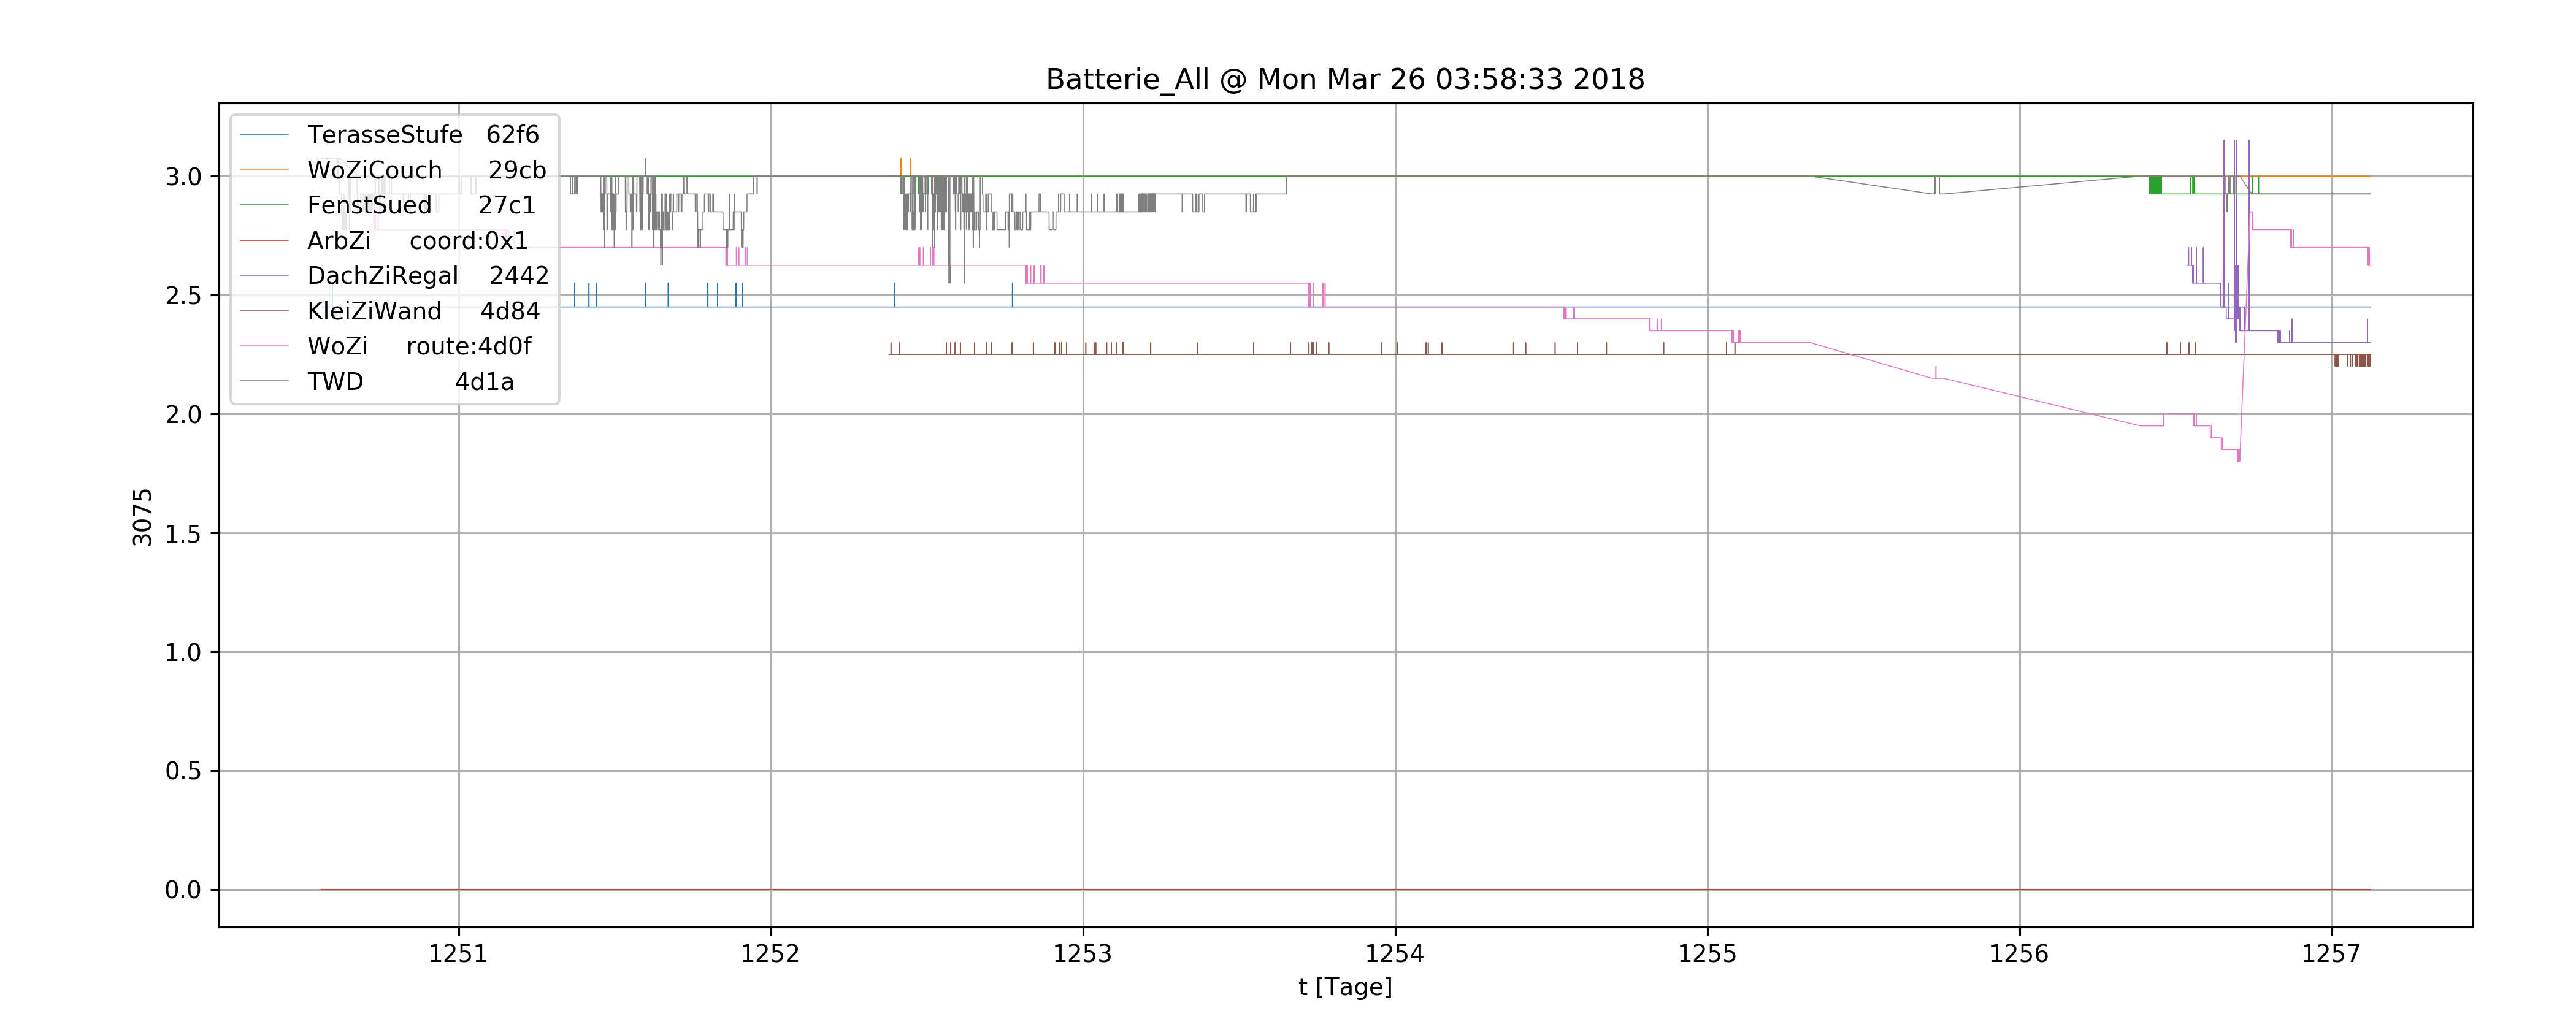 Batterie_All @ Mon Mar 26 03:58:33 2018
TerasseStufe 62f6
WoZiCouch 29cb
FenstSued 27c1
ArbZi coord:0x1
DachZiRegal 2442
KleiZiWand 4d84
WoZi route:4d0f
TWD 4d1a
3.0
2.5
2.0
1.5
1.0
0.5
0.0
3075
1251 1252 1253 1254 1255 1256 1257
t [Tage]